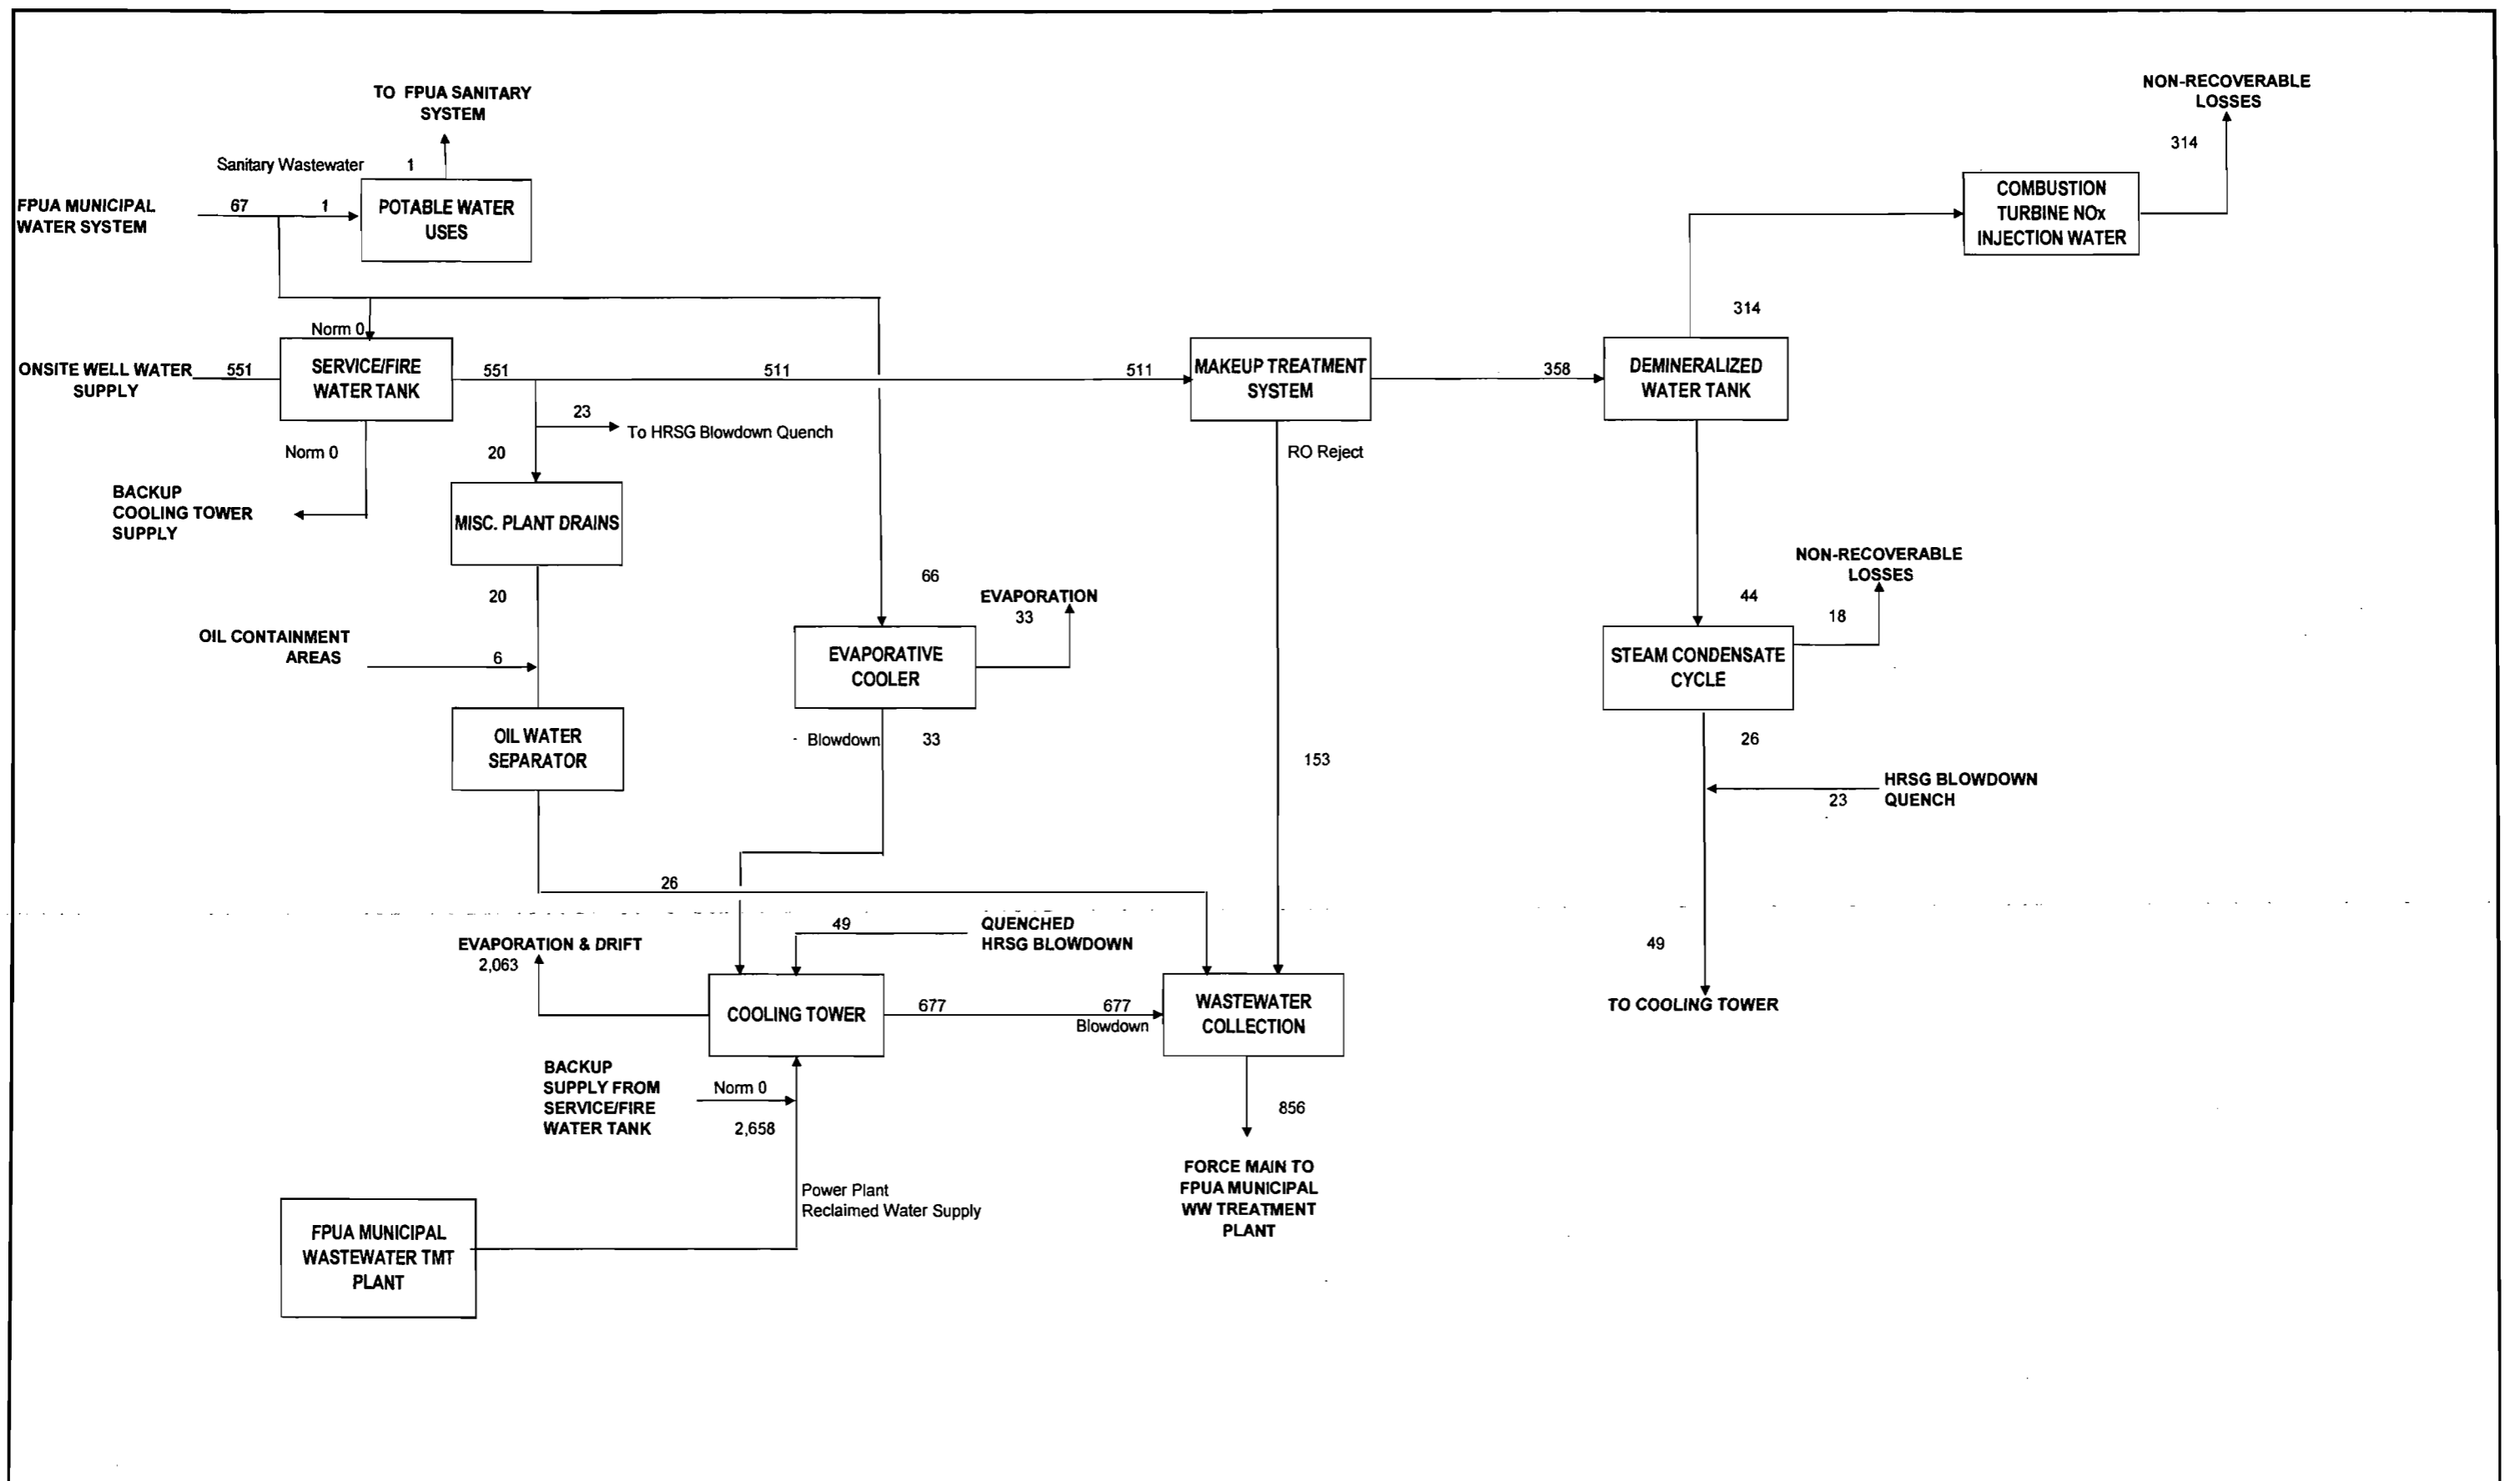 TO FPUA SANITARY
SYSTEM
Sanitary Wastewater 1
FPUA MUNICIPAL
WATER SYSTEM
67
1
POTABLE WATER
USES
NON-RECOVERABLE
LOSSES
314
COMBUSTION
TURBINE NOx
INJECTION WATER
Norm 0
ONSITE WELL WATER
SUPPLY
551
SERVICE/FIRE
WATER TANK
551
511
511
MAKEUP TREATMENT
SYSTEM
358
314
DEMINERALIZED
WATER TANK
23
To HRSG Blowdown Quench
Norm 0
20
RO Reject
BACKUP
COOLING TOWER
SUPPLY
MISC. PLANT DRAINS
20
66
EVAPORATION
33
NON-RECOVERABLE
LOSSES
44
18
OIL CONTAINMENT
AREAS
6
EVAPORATIVE
COOLER
STEAM CONDENSATE
CYCLE
OIL WATER
SEPARATOR
Blowdown
33
153
26
HRSG BLOWDOWN
QUENCH
23
26
EVAPORATION & DRIFT
2,063
49
QUENCHED
HRSG BLOWDOWN
49
COOLING TOWER
677
677
Blowdown
WASTEWATER
COLLECTION
TO COOLING TOWER
BACKUP
SUPPLY FROM
SERVICE/FIRE
WATER TANK
Norm 0
2,658
856
Power Plant
Reclaimed Water Supply
FORCE MAIN TO
FPUA MUNICIPAL
WW TREATMENT
PLANT
FPUA MUNICIPAL
WASTEWATER TMT
PLANT